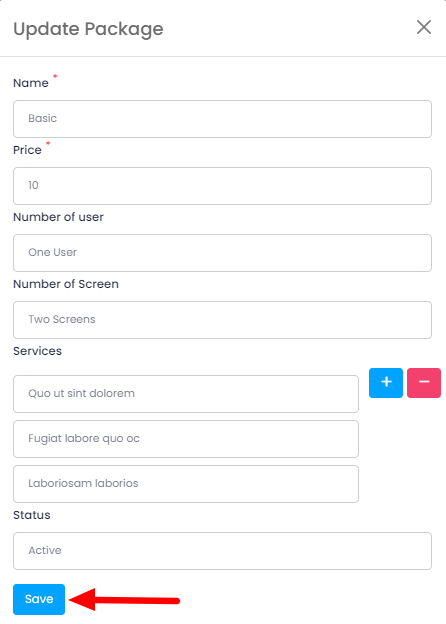 Update Package
Name *
Basic
Price *
10
Number of user
One User
Number of Screen
Two Screens
Services
Quo ut sint dolorem
Fugiat labore quo oc
Laboriosam laborios
Status
Active
Save